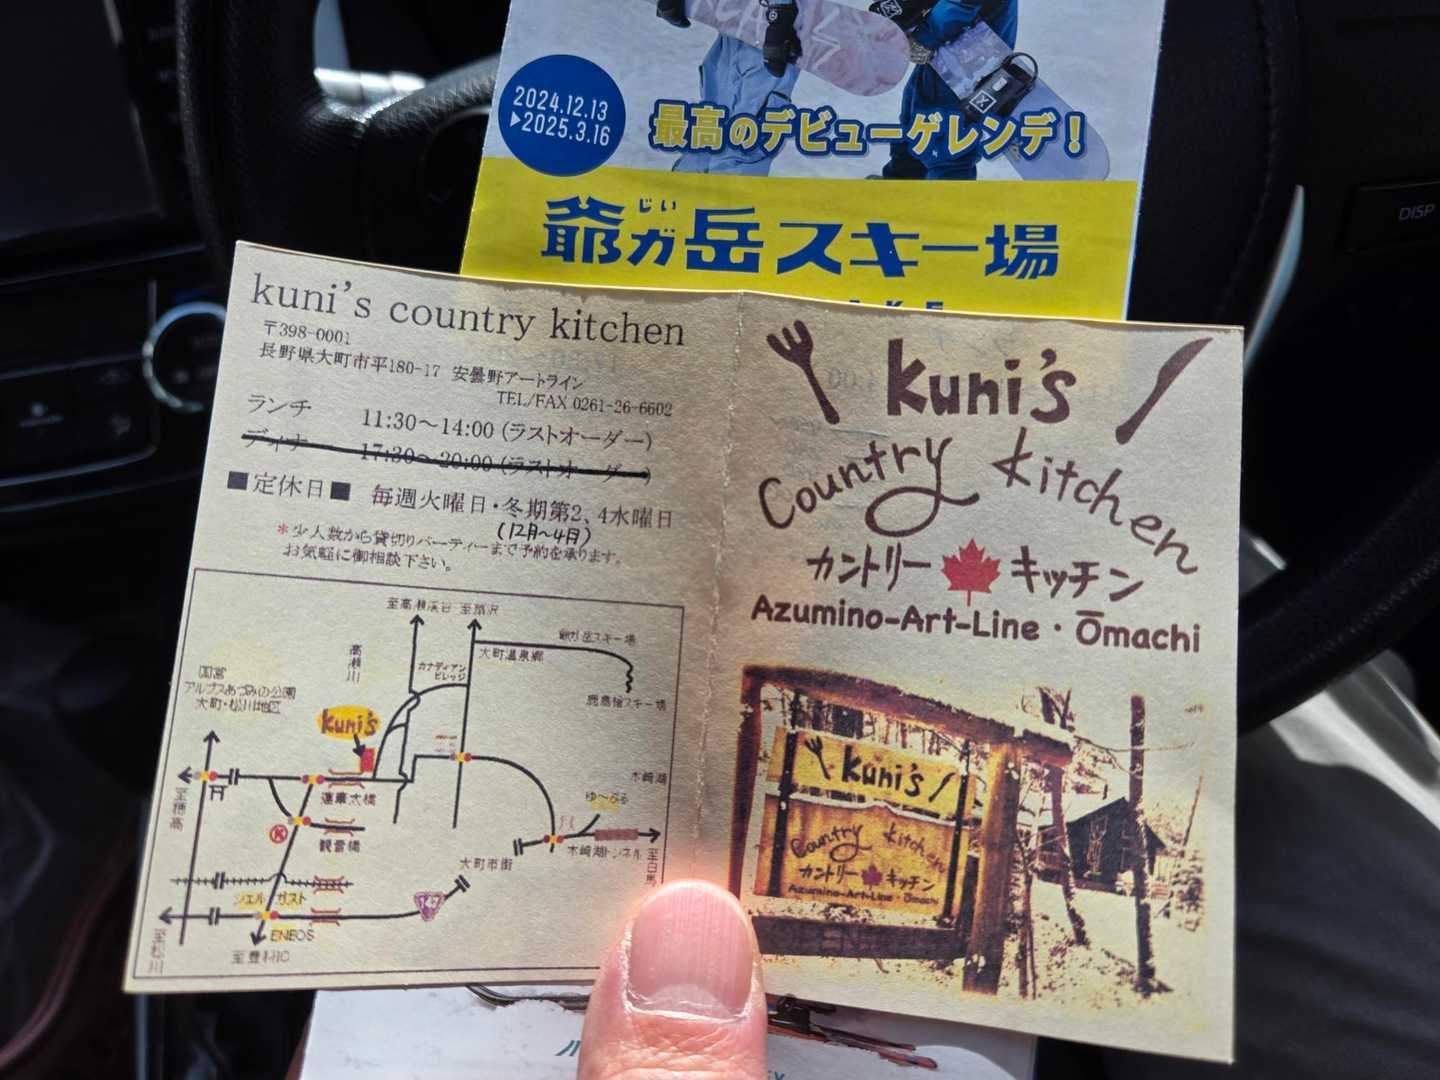 2024.12.13
▶2025.3.16
最高のデビューゲレンデ！
じい
爺ガ岳スキー場
kuni's country kitchen
〒398-0001
長野県大町市平180-17 安曇野アートライン
TEL/FAX 0261-26-6602
ランチ 11:30～14:00 (ラストオーダー)
ディナー 17:30～20:00 (ラストオーダー)
■定休日■ 毎週火曜日・冬期第2、4水曜日
(12月～4月)
*少人数から貸切りパーティーまで予約を承ります。
お気軽に御相談下さい。
至高瀬渓谷 至扇沢
爺ガ岳スキー場
大町温泉郷
高瀬川
カナディアン
ビレッジ
国営
アルプスあづみの公園
大町・松川地区
鹿島槍スキー場
kuni's
木崎湖
蓮華大橋
ゆ～ぷる
至穂高
観音橋
大町市街
木崎湖トンネル
至白馬
147
ENEOS
至豊科IC
至松川
kuni's
Country Kitchen
カントリー キッチン
Azumino-Art-Line・Ōmachi
kuni's
Country Kitchen
カントリー キッチン
Azumino-Art-Line・Ōmachi
DISP